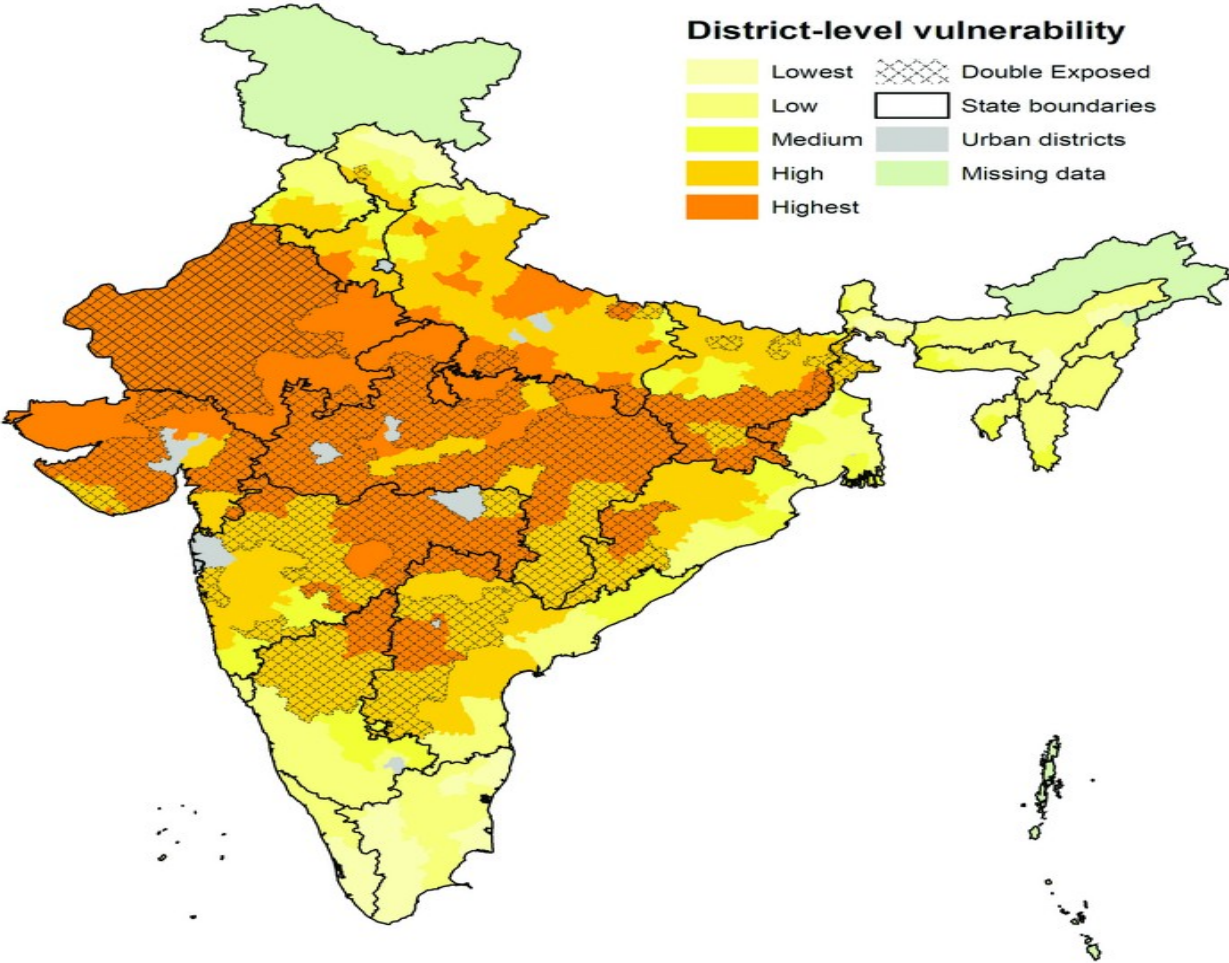 District-level vulnerability
Lowest
Low
Medium
High
Highest
Double Exposed
State boundaries
Urban districts
Missing data